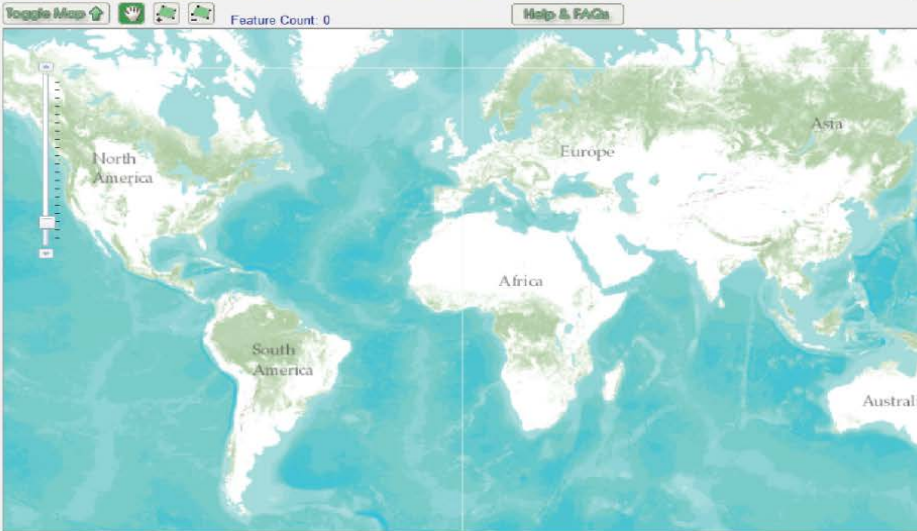 Toggle Map
Feature Count: 0
Help & FAQs
Asia
Europe
North
America
Africa
South
America
Austral